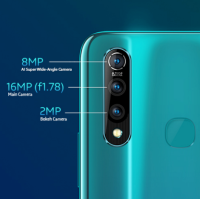 8MP
AI Super Wide-Angle Camera
16MP (f1.78)
Main Camera
2MP
Bokeh Camera